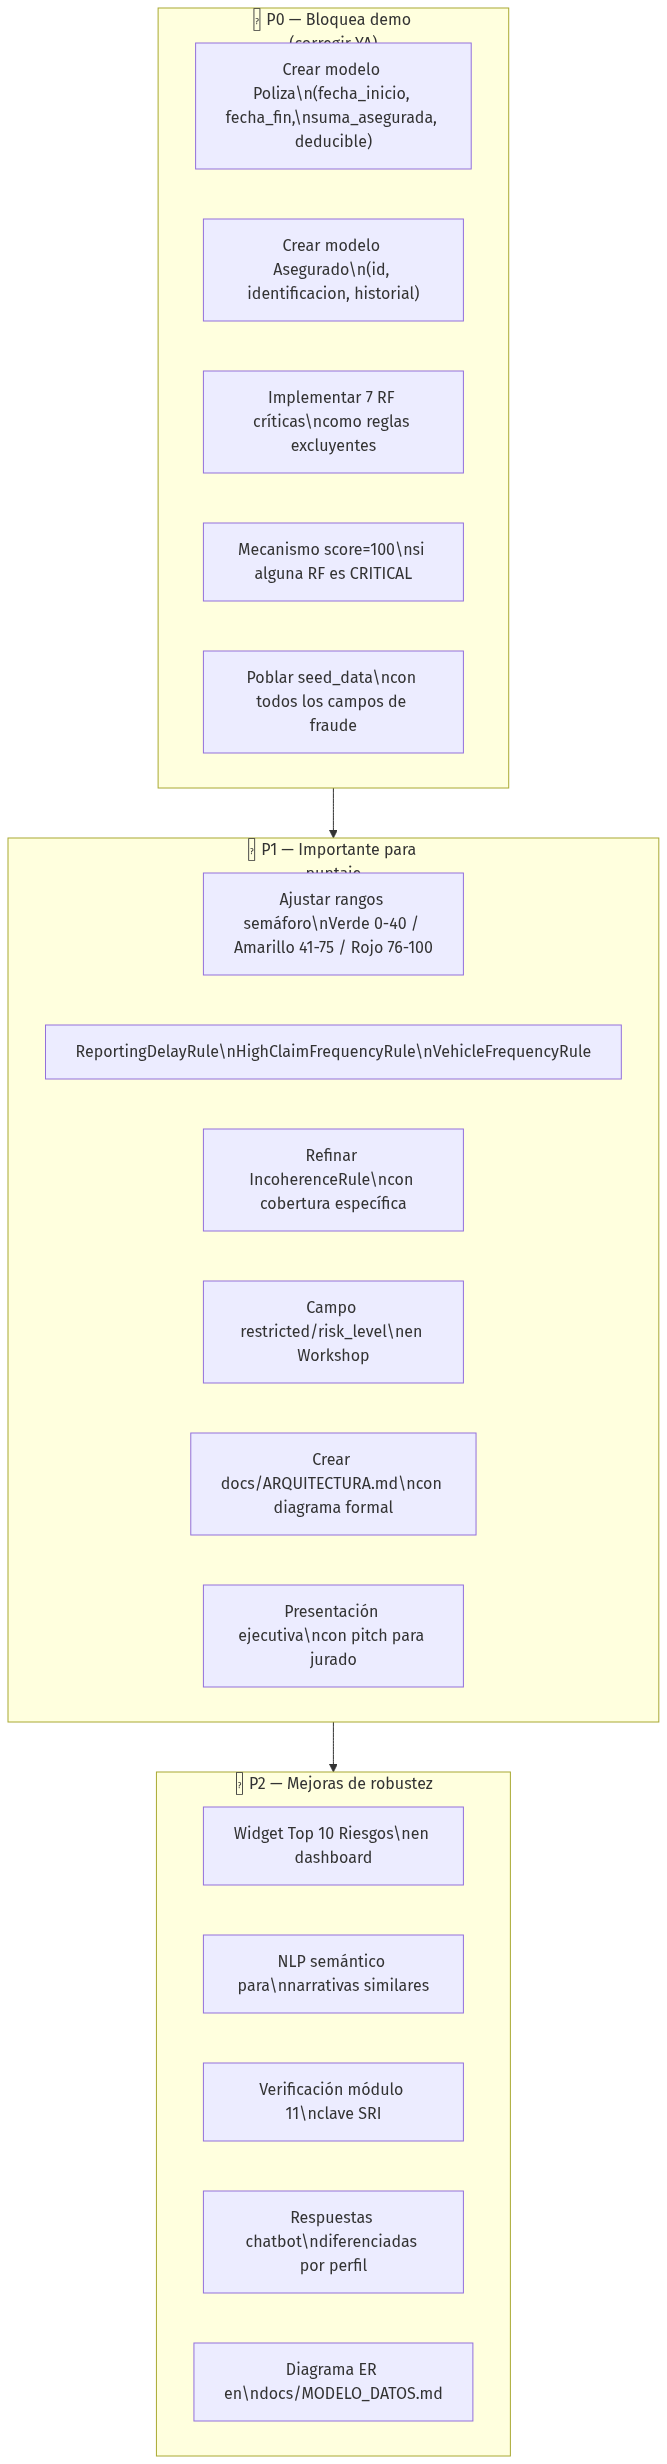 P0 — Bloquea demo
(corregir YA)
Crear modelo
Poliza\n(fecha_inicio,
fecha_fin,\nsuma_asegurada,
deducible)
Crear modelo
Asegurado\n(id,
identificacion, historial)
Implementar 7 RF
críticas\ncomo reglas
excluyentes
Mecanismo score=100\nsi
alguna RF es CRITICAL
Poblar seed_data\ncon
todos los campos de
fraude
P1 — Importante para
puntaje
Ajustar rangos
semáforo\nVerde 0-40 /
Amarillo 41-75 / Rojo 76-100
ReportingDelayRule\nHighClaimFrequencyRule\nVehicleFrequencyRule
Refinar
IncoherenceRule\ncon
cobertura específica
Campo
restricted/risk_level\nen
Workshop
Crear
docs/ARQUITECTURA.md\ncon
diagrama formal
Presentación
ejecutiva\ncon pitch para
jurado
P2 — Mejoras de robustez
Widget Top 10 Riesgos\nen
dashboard
NLP semántico
para\nnarrativas similares
Verificación módulo
11\nclave SRI
Respuestas
chatbot\ndiferenciadas
por perfil
Diagrama ER
en\ndocs/MODELO_DATOS.md